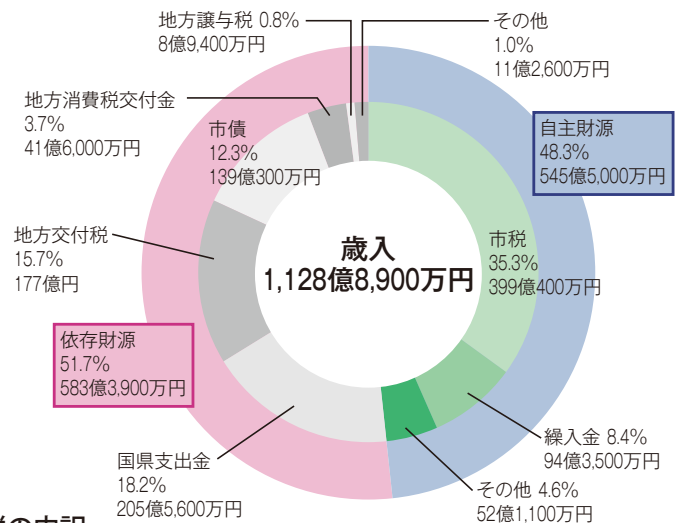 地方譲与税 0.8%
8億9,400万円
その他
1.0%
11億2,600万円
地方消費税交付金
3.7%
41億6,000万円
市債
12.3%
139億300万円
自主財源
48.3%
545億5,000万円
地方交付税
15.7%
177億円
歳入
1,128億8,900万円
市税
35.3%
399億400万円
依存財源
51.7%
583億3,900万円
国県支出金
18.2%
205億5,600万円
繰入金 8.4%
94億3,500万円
その他 4.6%
52億1,100万円
の内訳